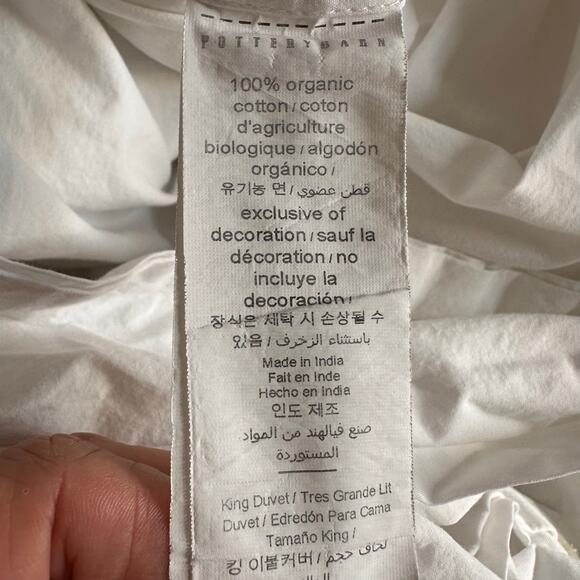 POTTERY BARN
100% organic
cotton / coton
d'agriculture
biologique / algodón
orgánico /
유기농 면 / قطن عضوي
exclusive of
decoration / sauf la
décoration / no
incluye la
decoración /
장식은 세탁 시 손상될 수
있음 / باستثناء الزخرف
Made in India
Fait en Inde
Hecho en India
인도 제조
صنع فيالهند من المواد
المستوردة
King Duvet / Tres Grande Lit
Duvet / Edredón Para Cama
Tamaño King /
킹 이불커버 / لحاف حجم